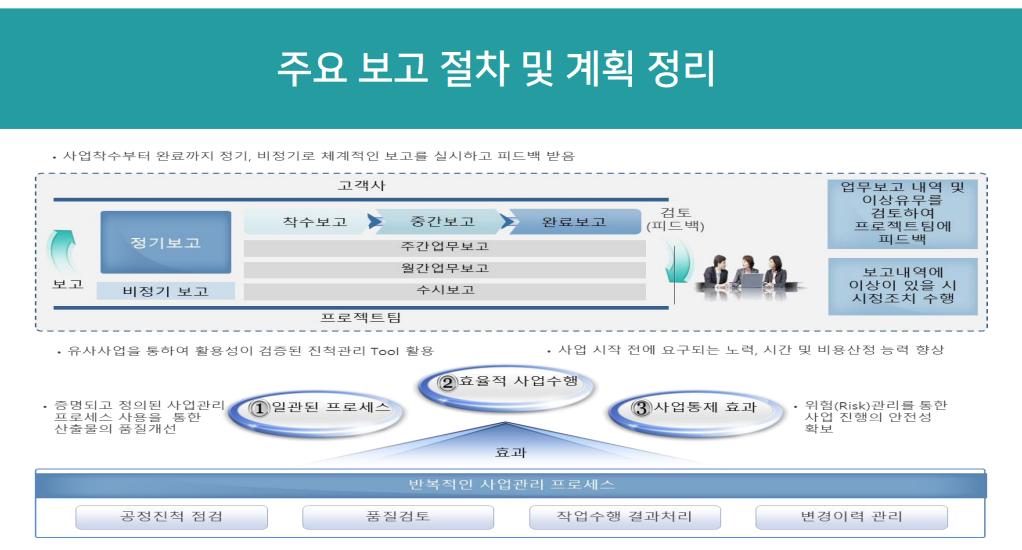 주요 보고 절차 및 계획 정리
• 사업착수부터 완료까지 정기, 비정기로 체계적인 보고를 실시하고 피드백 받음
고객사
정기보고
착수보고
중간보고
완료보고
주간업무보고
월간업무보고
비정기 보고
수시보고
보고
검토
(피드백)
프로젝트팀
업무보고 내역 및
이상유무를
검토하여
프로젝트팀에
피드백
보고내역에
이상이 있을 시
시정조치 수행
• 유사사업을 통하여 활용성이 검증된 진척관리 Tool 활용
• 사업 시작 전에 요구되는 노력, 시간 및 비용산정 능력 향상
• 증명되고 정의된 사업관리
프로세스 사용을 통한
산출물의 품질개선
①일관된 프로세스
②효율적 사업수행
③사업통제 효과
• 위험(Risk)관리를 통한
사업 진행의 안전성
확보
효과
반복적인 사업관리 프로세스
공정진척 점검
품질검토
작업수행 결과처리
변경이력 관리